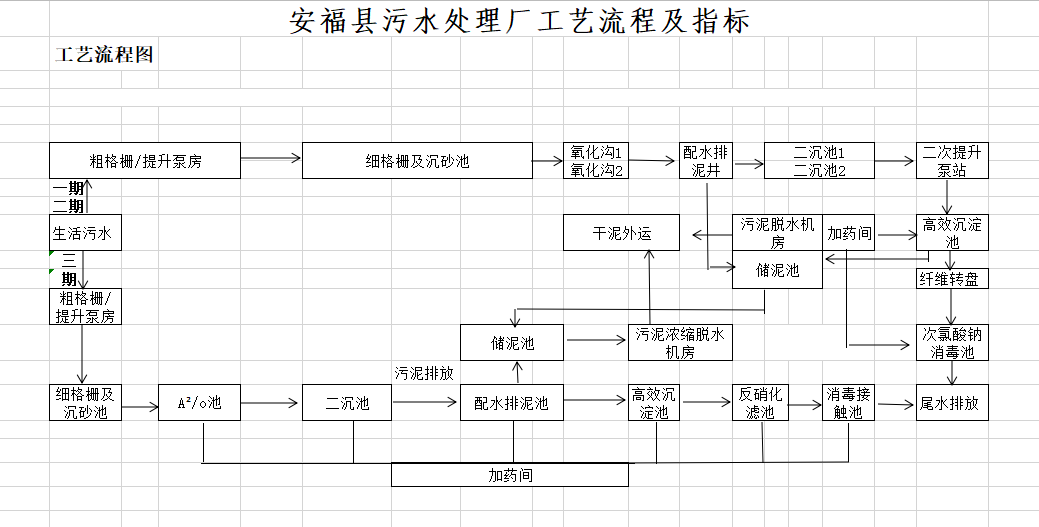 安福县污水处理厂工艺流程及指标
工艺流程图
粗格栅/提升泵房
细格栅及沉砂池
氧化沟1
氧化沟2
配水排
泥井
二沉池1
二沉池2
二次提升
泵站
一期
二期
生活污水
干泥外运
污泥脱水机
房
加药间
高效沉淀
池
三
期
储泥池
纤维转盘
粗格栅/
提升泵房
储泥池
污泥浓缩脱水
机房
次氯酸钠
消毒池
污泥排放
细格栅及
沉砂池
A²/o池
二沉池
配水排泥池
高效沉
淀池
反硝化
滤池
消毒接
触池
尾水排放
加药间